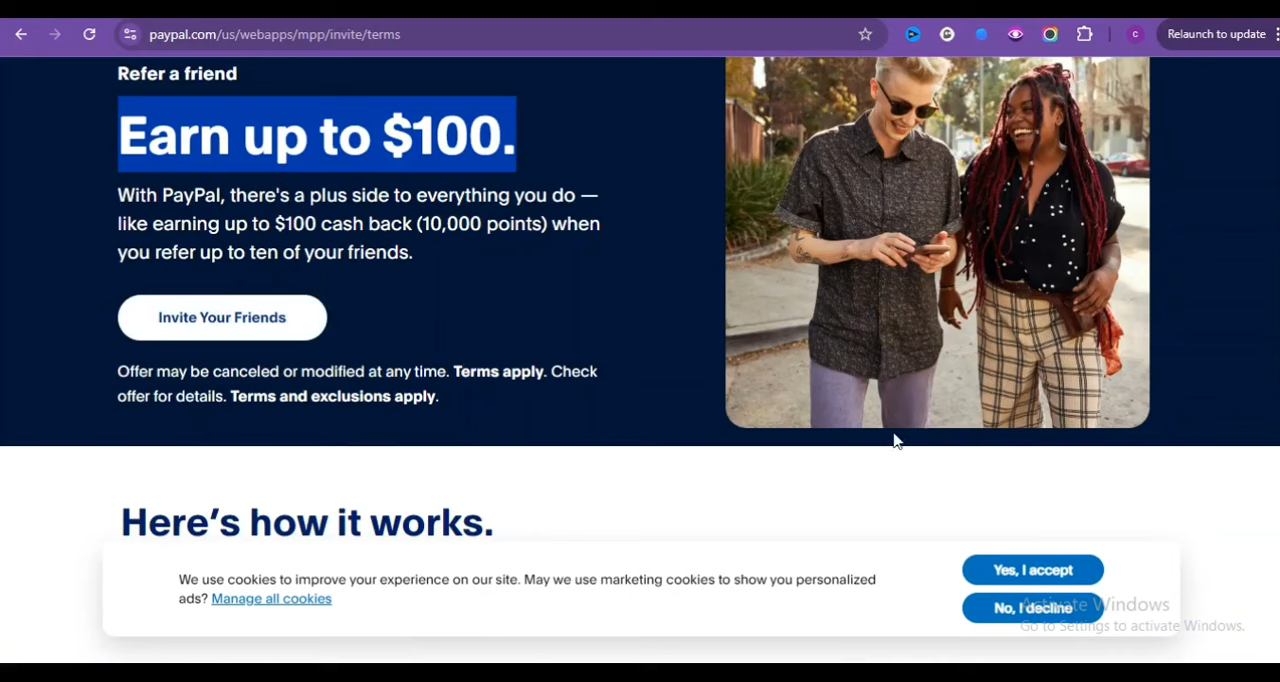 paypal.com/us/webapps/mpp/invite/terms
Relaunch to update
Refer a friend
Earn up to $100.
With PayPal, there's a plus side to everything you do —
like earning up to $100 cash back (10,000 points) when
you refer up to ten of your friends.
Invite Your Friends
Offer may be canceled or modified at any time. Terms apply. Check
offer for details. Terms and exclusions apply.
Here's how it works.
We use cookies to improve your experience on our site. May we use marketing cookies to show you personalized
ads? Manage all cookies
Yes, I accept
No, I decline
Activate Windows
Go to Settings to activate Windows.